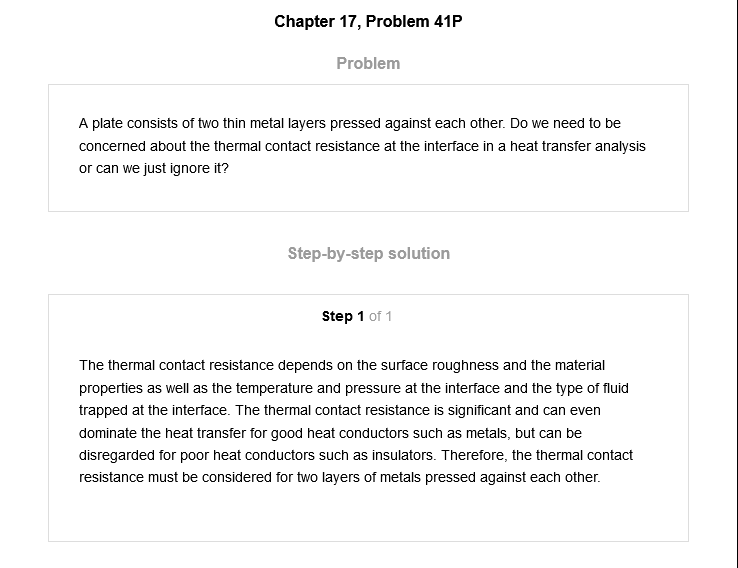 Chapter 17, Problem 41P
Problem
A plate consists of two thin metal layers pressed against each other. Do we need to be
concerned about the thermal contact resistance at the interface in a heat transfer analysis
or can we just ignore it?
Step-by-step solution
Step 1 of 1
The thermal contact resistance depends on the surface roughness and the material
properties as well as the temperature and pressure at the interface and the type of fluid
trapped at the interface. The thermal contact resistance is significant and can even
dominate the heat transfer for good heat conductors such as metals, but can be
disregarded for poor heat conductors such as insulators. Therefore, the thermal contact
resistance must be considered for two layers of metals pressed against each other.